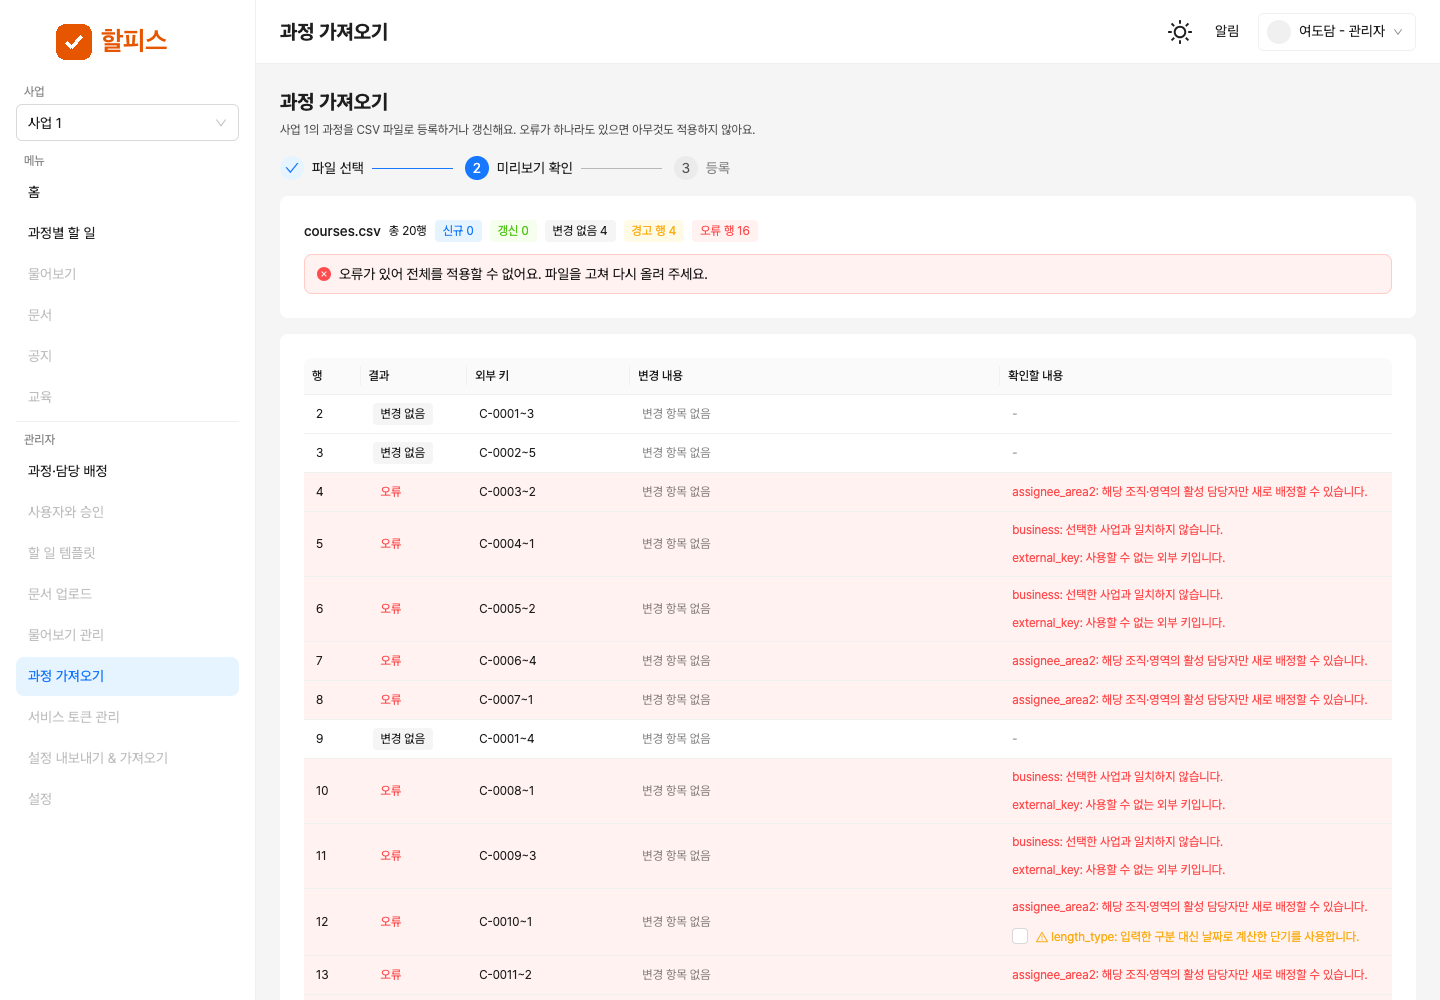 할피스
사업
사업 1
메뉴
홈
과정별 할 일
물어보기
문서
공지
교육
관리자
과정·담당 배정
사용자와 승인
할 일 템플릿
문서 업로드
물어보기 관리
과정 가져오기
서비스 토큰 관리
설정 내보내기 & 가져오기
설정
과정 가져오기
알림
여도담 - 관리자
과정 가져오기
사업 1의 과정을 CSV 파일로 등록하거나 갱신해요. 오류가 하나라도 있으면 아무것도 적용하지 않아요.
파일 선택
2 미리보기 확인
3 등록
courses.csv 총 20행 신규 0 갱신 0 변경 없음 4 경고 행 4 오류 행 16
오류가 있어 전체를 적용할 수 없어요. 파일을 고쳐 다시 올려 주세요.
행 결과 외부 키 변경 내용 확인할 내용
2 변경 없음 C-0001~3 변경 항목 없음 -
3 변경 없음 C-0002~5 변경 항목 없음 -
4 오류 C-0003~2 변경 항목 없음 assignee_area2: 해당 조직·영역의 활성 담당자만 새로 배정할 수 있습니다.
5 오류 C-0004~1 변경 항목 없음 business: 선택한 사업과 일치하지 않습니다.
external_key: 사용할 수 없는 외부 키입니다.
6 오류 C-0005~2 변경 항목 없음 business: 선택한 사업과 일치하지 않습니다.
external_key: 사용할 수 없는 외부 키입니다.
7 오류 C-0006~4 변경 항목 없음 assignee_area2: 해당 조직·영역의 활성 담당자만 새로 배정할 수 있습니다.
8 오류 C-0007~1 변경 항목 없음 assignee_area2: 해당 조직·영역의 활성 담당자만 새로 배정할 수 있습니다.
9 변경 없음 C-0001~4 변경 항목 없음 -
10 오류 C-0008~1 변경 항목 없음 business: 선택한 사업과 일치하지 않습니다.
external_key: 사용할 수 없는 외부 키입니다.
11 오류 C-0009~3 변경 항목 없음 business: 선택한 사업과 일치하지 않습니다.
external_key: 사용할 수 없는 외부 키입니다.
12 오류 C-0010~1 변경 항목 없음 assignee_area2: 해당 조직·영역의 활성 담당자만 새로 배정할 수 있습니다.
length_type: 입력한 구분 대신 날짜로 계산한 단기를 사용합니다.
13 오류 C-0011~2 변경 항목 없음 assignee_area2: 해당 조직·영역의 활성 담당자만 새로 배정할 수 있습니다.